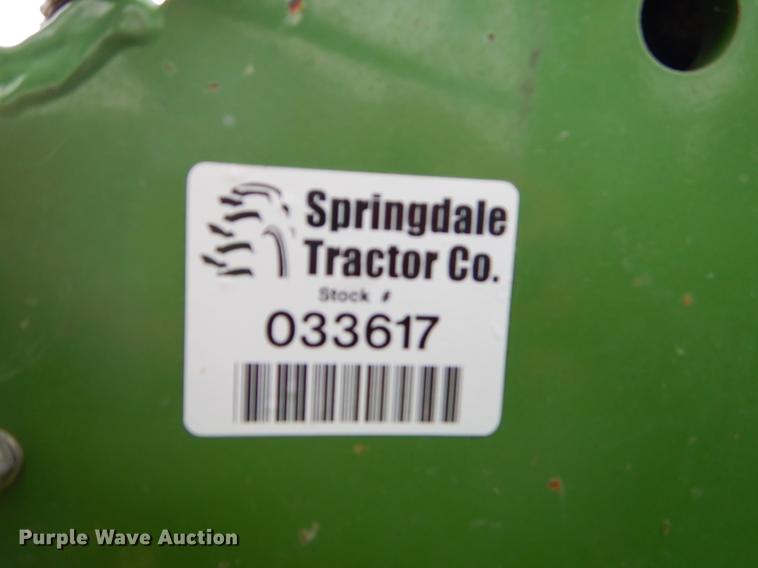 Springdale
Tractor Co.
Stock #
033617
Purple Wave Auction